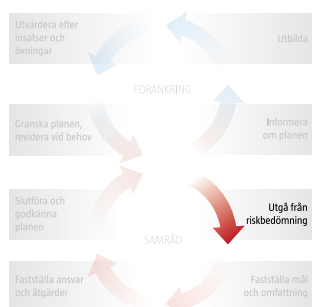 Utvärdera efter
insatser och
övningar
Utbilda
FÖRANKRING
Granska planen,
revidera vid behov
Informera
om planen
Slutföra och
godkänna
planen
Utgå från
riskbedömning
SAMRÅD
Fastställa ansvar
och åtgärder
Fastställa mål
och omfattning